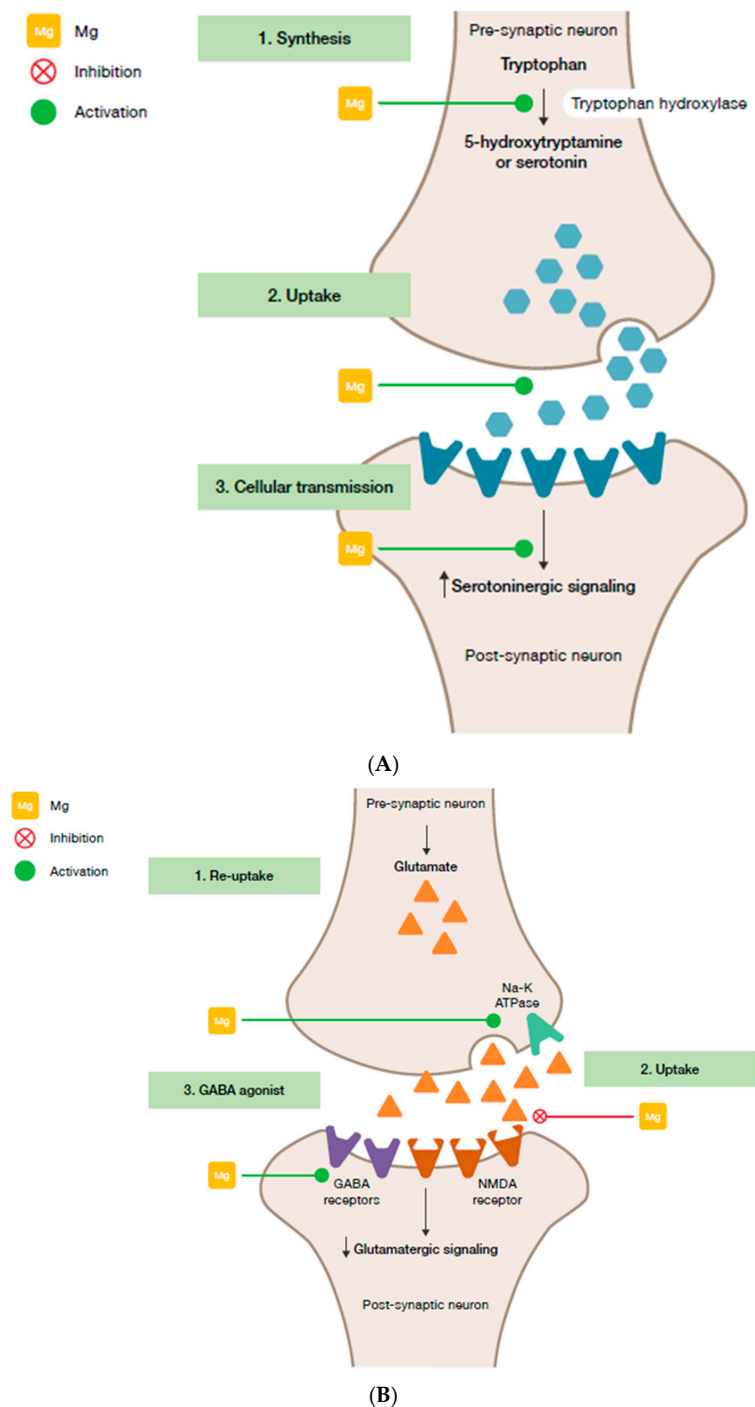 Mg Mg
Inhibition
Activation
1. Synthesis
Pre-synaptic neuron
Tryptophan
Mg
Tryptophan hydroxylase
5-hydroxytryptamine
or serotonin
2. Uptake
Mg
3. Cellular transmission
Mg
Serotoninergic signaling
Post-synaptic neuron
(A)
Mg Mg
Inhibition
Activation
Pre-synaptic neuron
1. Re-uptake
Glutamate
Na-K
ATPase
Mg
2. Uptake
3. GABA agonist
Mg
Mg
GABA
receptors
NMDA
receptor
Glutamatergic signaling
Post-synaptic neuron
(B)